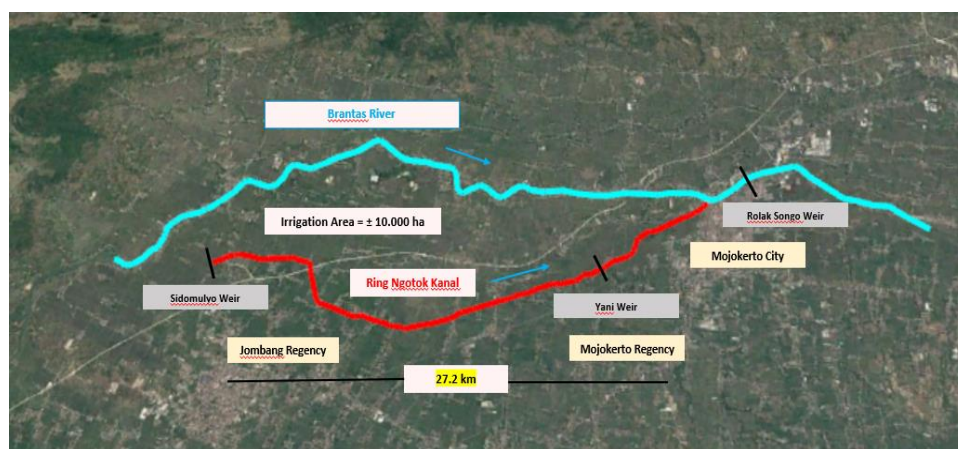 Brantas River
Irrigation Area = ± 10.000 ha
Rolak Songo Weir
Mojokerto City
Ring Ngotok Kanal
Sidomulyo Weir
Yani Weir
Jombang Regency
Mojokerto Regency
27.2 km